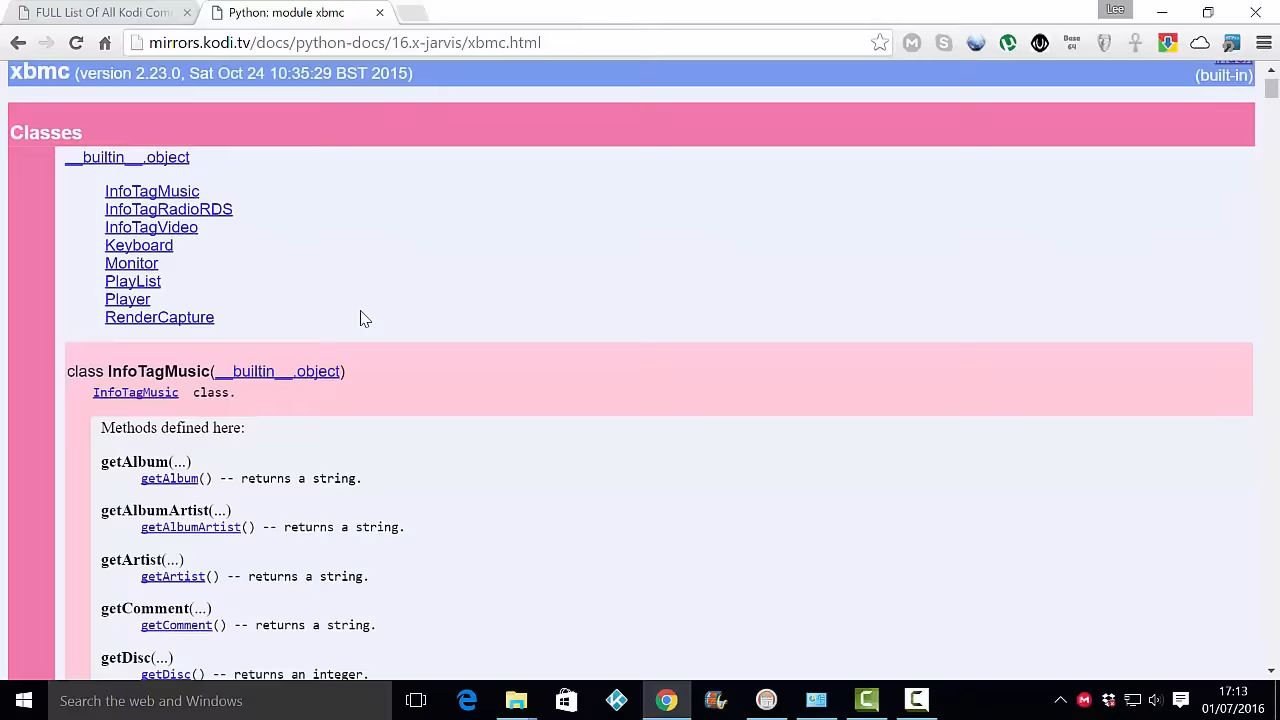 FULL List Of All Kodi Comm
Python: module xbmc
Lee
mirrors.kodi.tv/docs/python-docs/16.x-jarvis/xbmc.html
Base
64
xbmc (version 2.23.0, Sat Oct 24 10:35:29 BST 2015)
index
(built-in)
Classes
__builtin__.object
InfoTagMusic
InfoTagRadioRDS
InfoTagVideo
Keyboard
Monitor
PlayList
Player
RenderCapture
class InfoTagMusic(__builtin__.object)
InfoTagMusic class.
Methods defined here:
getAlbum(...)
getAlbum() -- returns a string.
getAlbumArtist(...)
getAlbumArtist() -- returns a string.
getArtist(...)
getArtist() -- returns a string.
getComment(...)
getComment() -- returns a string.
getDisc(...)
getDisc() -- returns an integer.
Search the web and Windows
17:13
01/07/2016